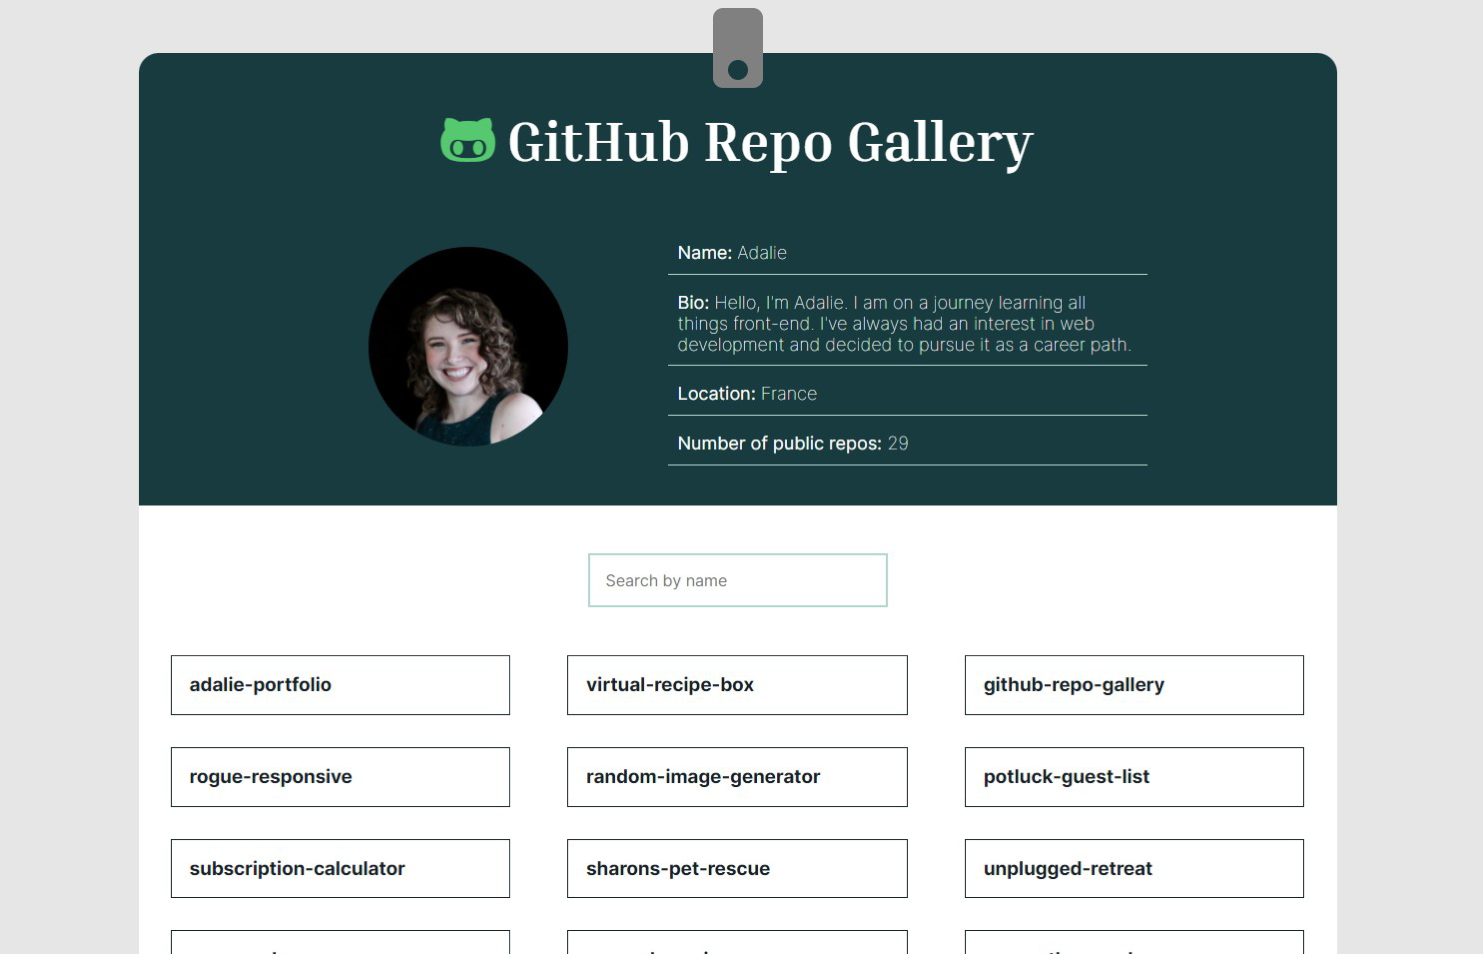 GitHub Repo Gallery
Name: Adalie
Bio: Hello, I'm Adalie. I am on a journey learning all
things front-end. I've always had an interest in web
development and decided to pursue it as a career path.
Location: France
Number of public repos: 29
Search by name
adalie-portfolio
virtual-recipe-box
github-repo-gallery
rogue-responsive
random-image-generator
potluck-guest-list
subscription-calculator
sharons-pet-rescue
unplugged-retreat